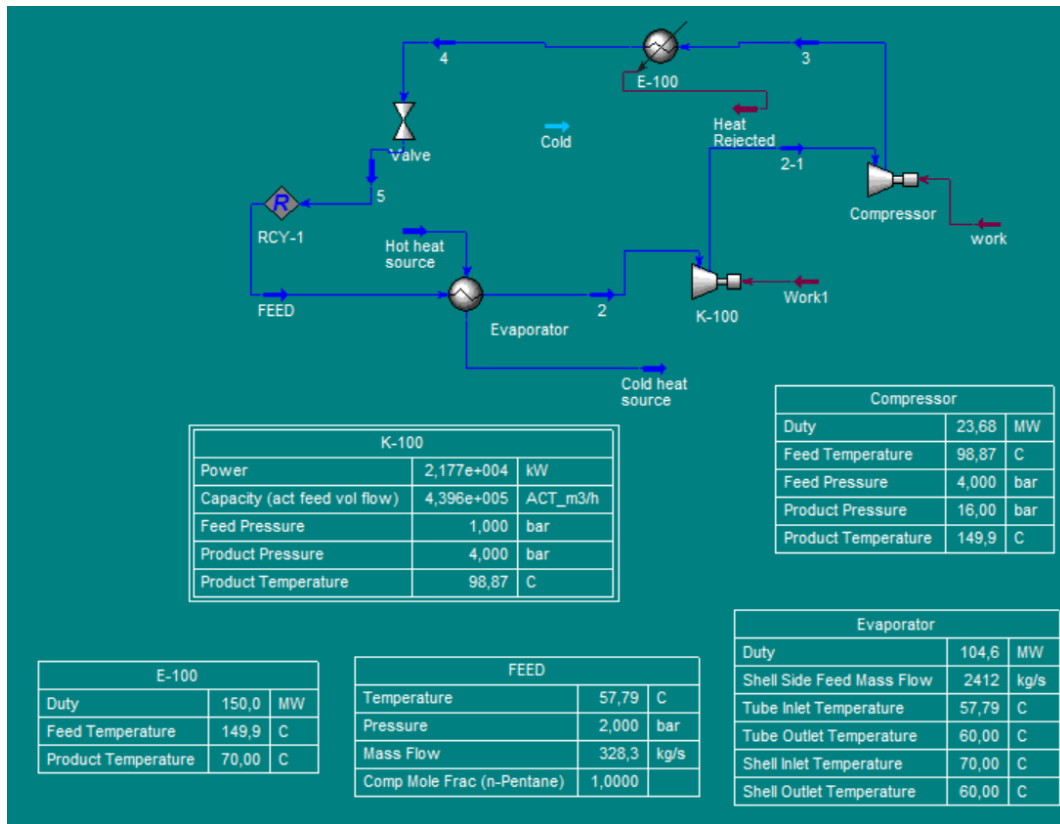 4
3
E-100
Heat
Rejected
Cold
Valve
2-1
5
Compressor
R
RCY-1
Hot heat
source
work
FEED
2
Work1
K-100
Evaporator
Cold heat
source
Compressor
Duty 23,68 MW
Feed Temperature 98,87 C
Feed Pressure 4,000 bar
Product Pressure 16,00 bar
Product Temperature 149,9 C
K-100
Power 2,177e+004 kW
Capacity (act feed vol flow) 4,396e+005 ACT_m3/h
Feed Pressure 1,000 bar
Product Pressure 4,000 bar
Product Temperature 98,87 C
Evaporator
Duty 104,6 MW
Shell Side Feed Mass Flow 2412 kg/s
Tube Inlet Temperature 57,79 C
Tube Outlet Temperature 60,00 C
Shell Inlet Temperature 70,00 C
Shell Outlet Temperature 60,00 C
E-100
Duty 150,0 MW
Feed Temperature 149,9 C
Product Temperature 70,00 C
FEED
Temperature 57,79 C
Pressure 2,000 bar
Mass Flow 328,3 kg/s
Comp Mole Frac (n-Pentane) 1,0000